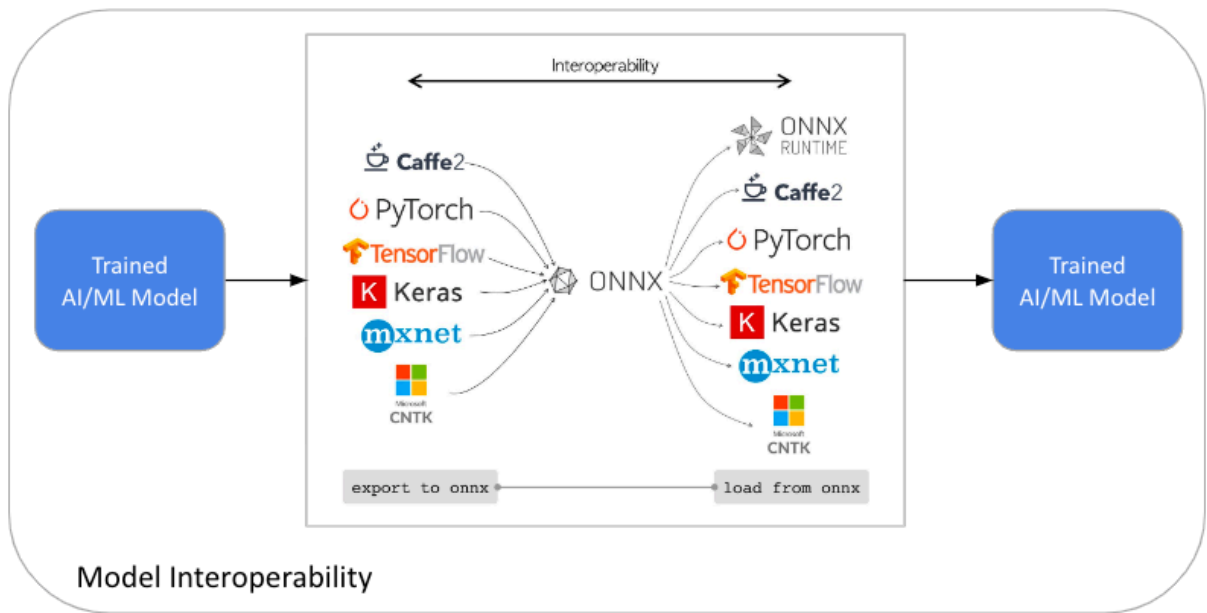 Interoperability
Trained
AI/ML Model
Caffe2
PyTorch
TensorFlow
K Keras
mxnet
Microsoft
CNTK
ONNX
ONNX
RUNTIME
Caffe2
PyTorch
TensorFlow
K Keras
mxnet
Microsoft
CNTK
Trained
AI/ML Model
export to onnx
load from onnx
Model Interoperability